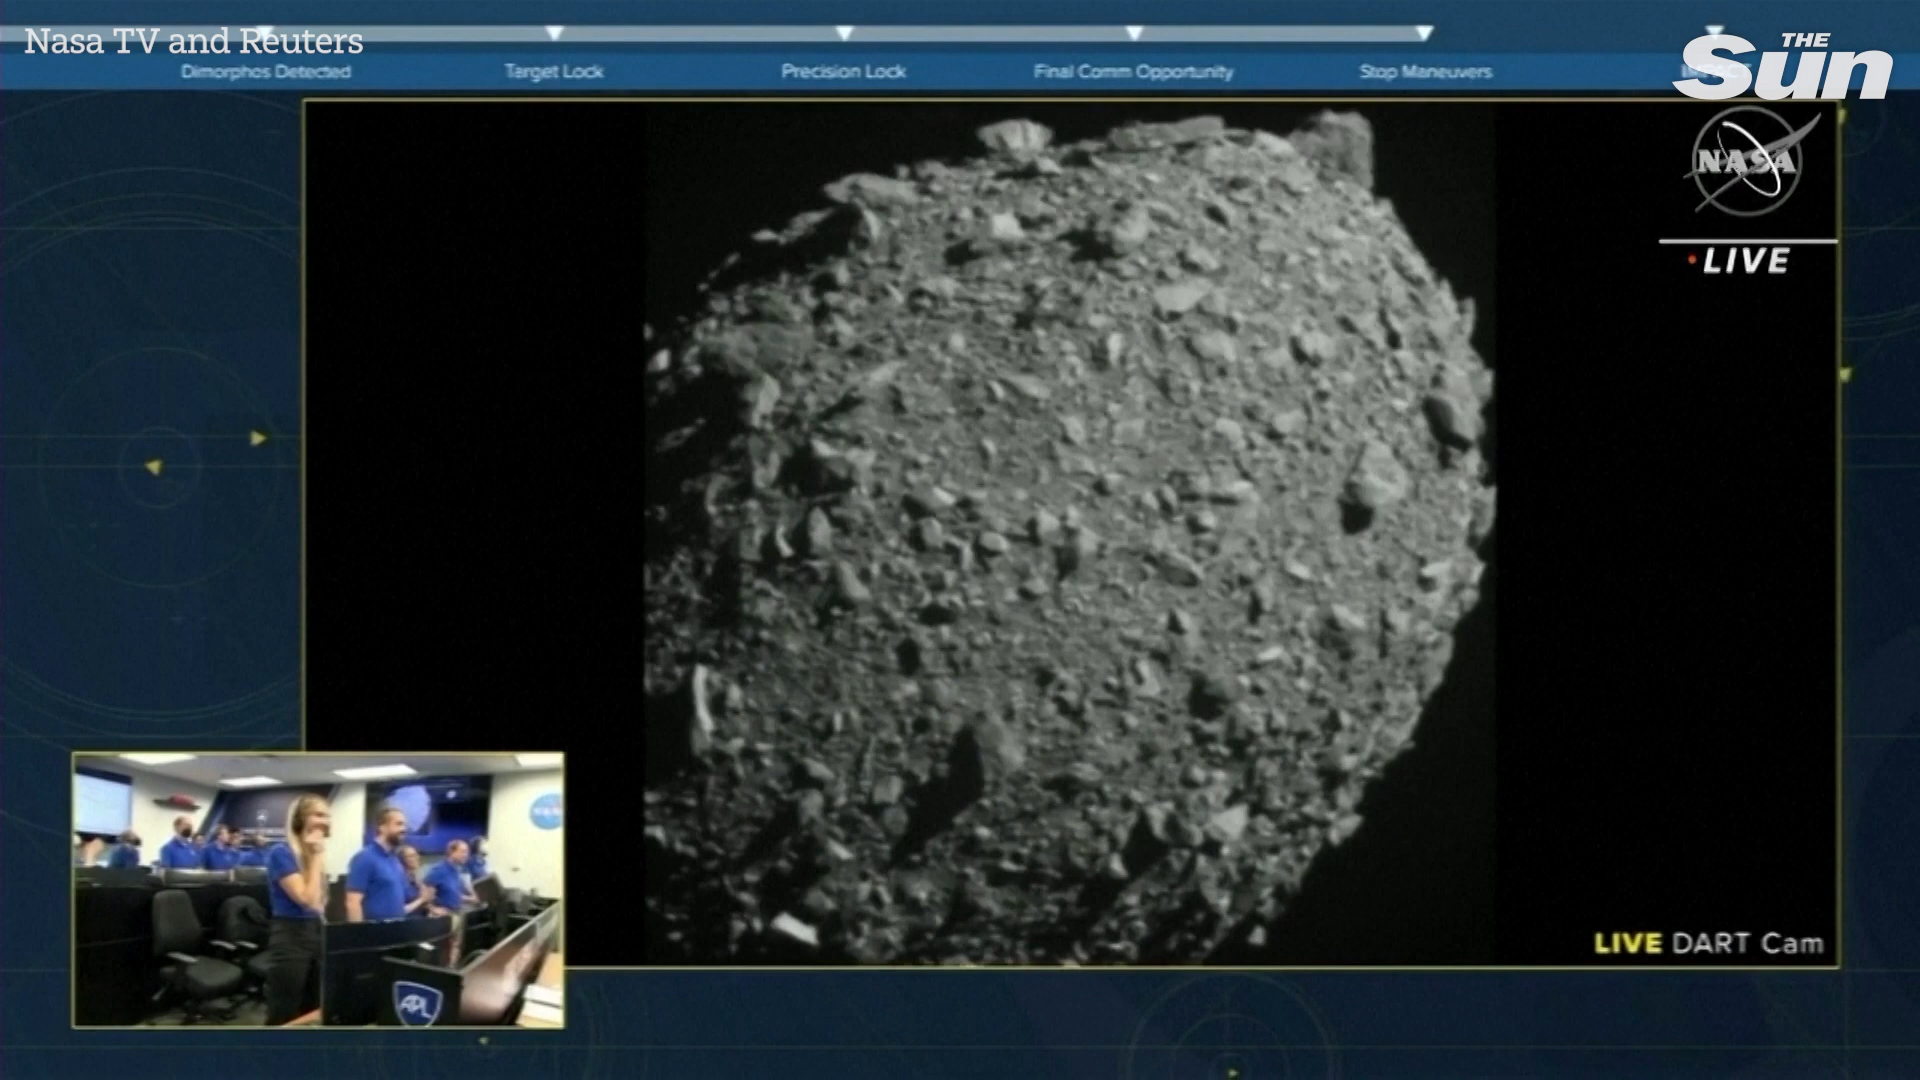 Nasa TV and Reuters
Dimorphos Detected
Target Lock
Precision Lock
Final Comm Opportunity
Stop Maneuvers
IMPACT
THE
Sun
NASA
LIVE
LIVE DART Cam
APL